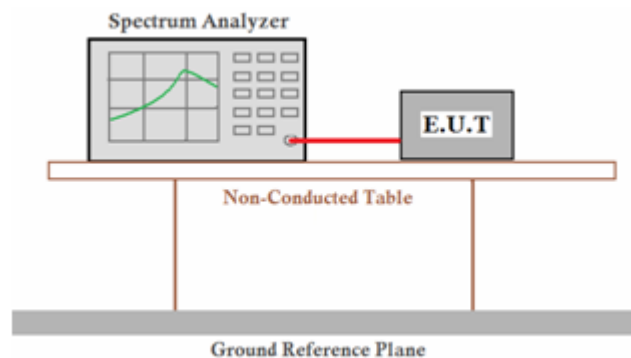 Spectrum Analyzer
E.U.T
Non-Conducted Table
Ground Reference Plane